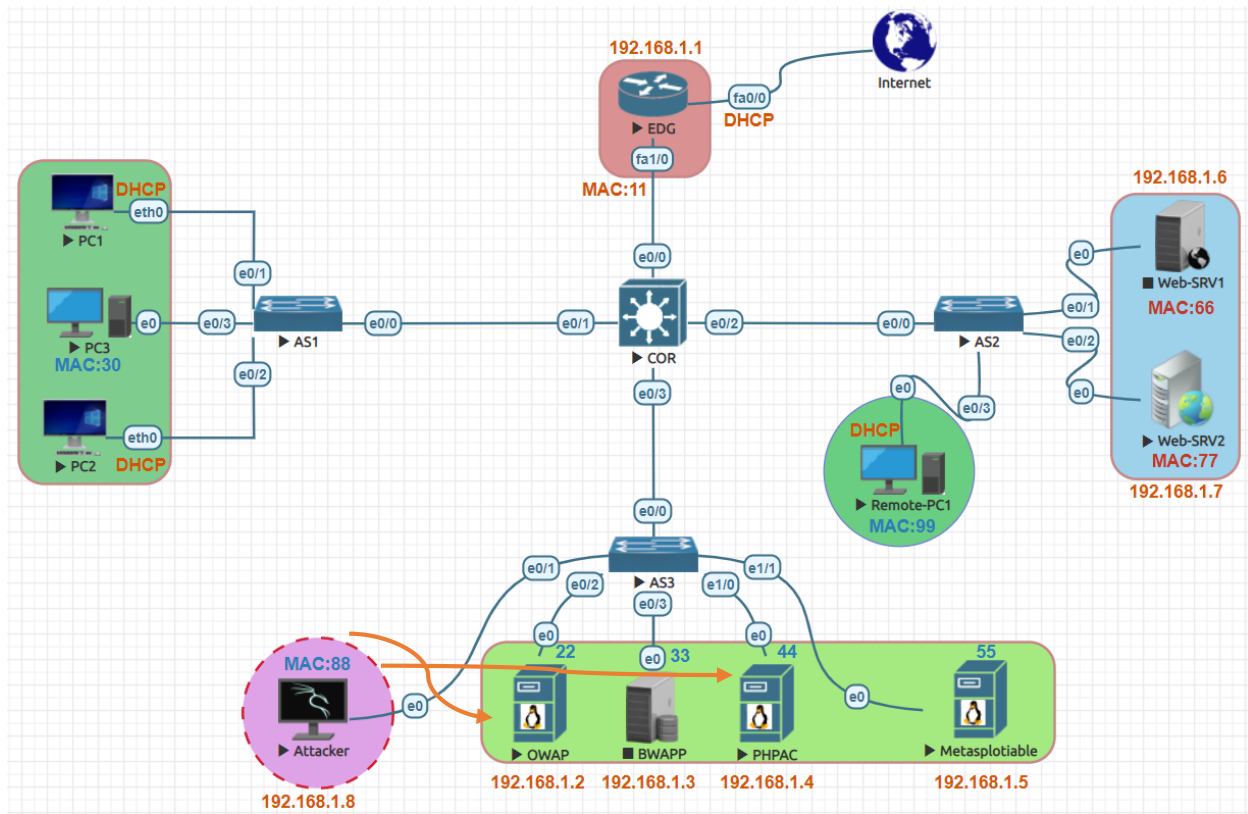 192.168.1.1
Internet
fa0/0
DHCP
EDG
fa1/0
MAC:11
e0/0
DHCP
eth0
PC1
e0/1
e0
e0/3
PC3
MAC:30
AS1
e0/0
e0/2
eth0
PC2
DHCP
e0/1
COR
e0/2
e0/3
e0/0
AS2
192.168.1.6
e0
Web-SRV1
e0/1
MAC:66
e0/2
e0
Web-SRV2
MAC:77
192.168.1.7
e0
e0/3
DHCP
Remote-PC1
MAC:99
e0/0
e0/1
e0/2
AS3
e0/3
e1/0
e1/1
MAC:88
e0
Attacker
192.168.1.8
e0
22
OWAP
192.168.1.2
e0
33
BWAPP
192.168.1.3
e0
44
PHPAC
192.168.1.4
e0
55
Metasplotiable
192.168.1.5